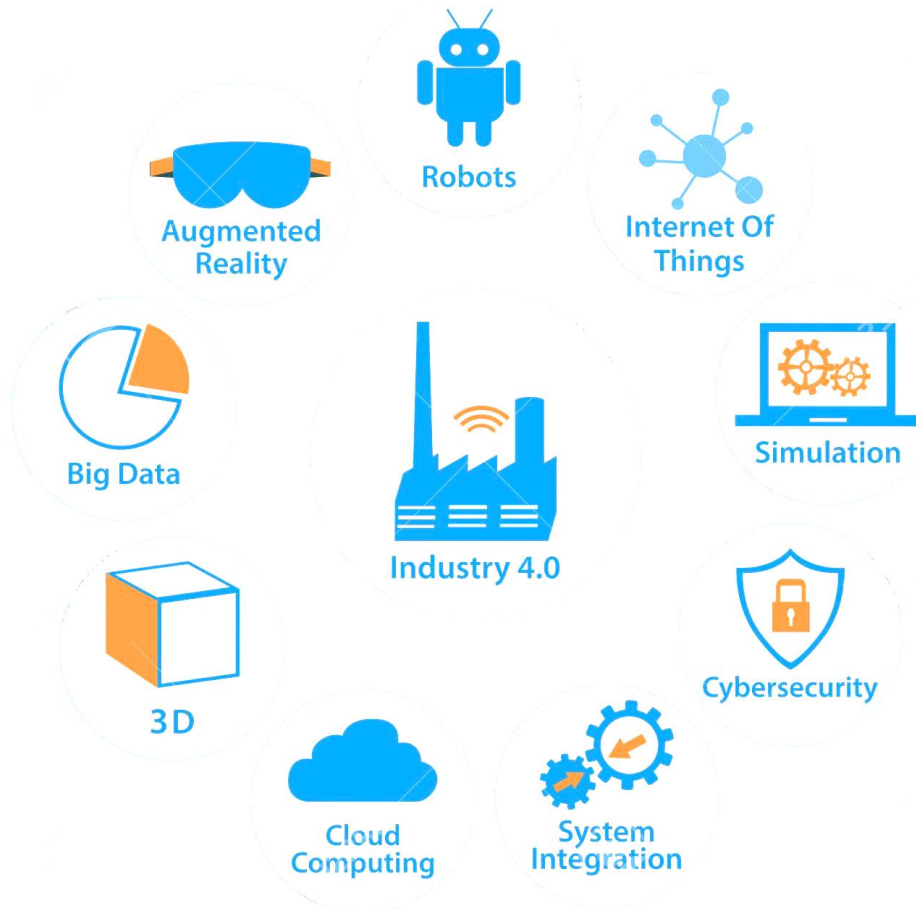 Robots
Augmented
Reality
Internet Of
Things
Big Data
Simulation
Industry 4.0
3D
Cybersecurity
Cloud
Computing
System
Integration